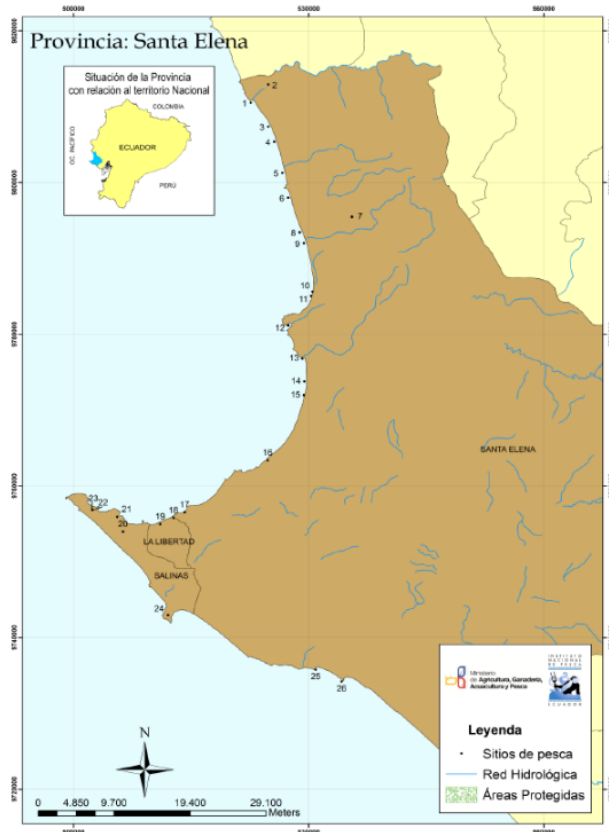 500000
530000
560000
9820000
Provincia: Santa Elena
Situación de la Provincia
con relación al territorio Nacional
COLOMBIA
OC. PACÍFICO
ECUADOR
PERÚ
2
1
3
4
9800000
5
6
7
8
9
10
11
12
9780000
13
14
15
SANTA ELENA
16
9760000
23
22
21
20
19
18
17
LA LIBERTAD
SALINAS
24
9740000
25
26
Ministerio
de Agricultura, Ganadería,
Acuacultura y Pesca
INSTITUTO
NACIONAL
DE PESCA
ECUADOR
Leyenda
Sitios de pesca
Red Hidrológica
Áreas Protegidas
N
9720000
0 4.850 9.700 19.400 29.100
Meters